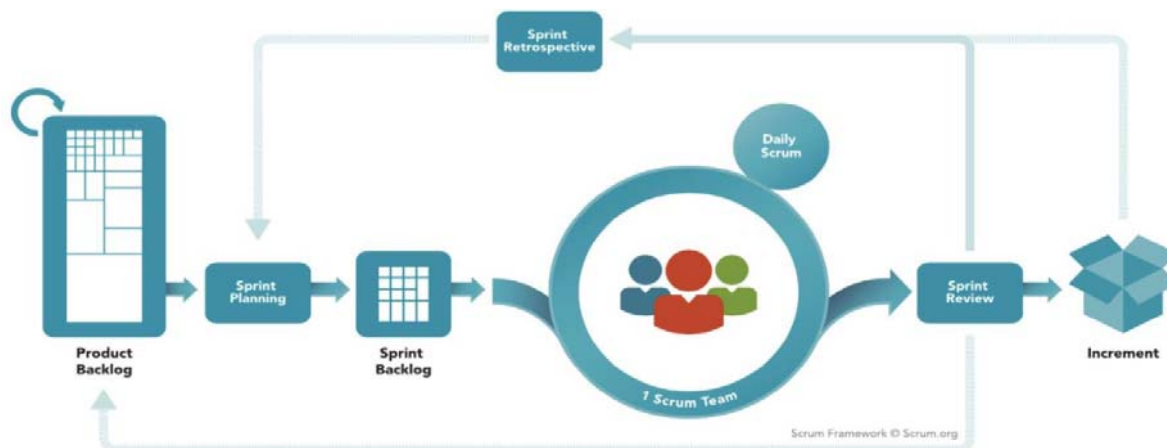 Sprint
Retrospective
Daily
Scrum
Sprint
Planning
Sprint
Review
Product
Backlog
Sprint
Backlog
1 Scrum Team
Increment
Scrum Framework © Scrum.org